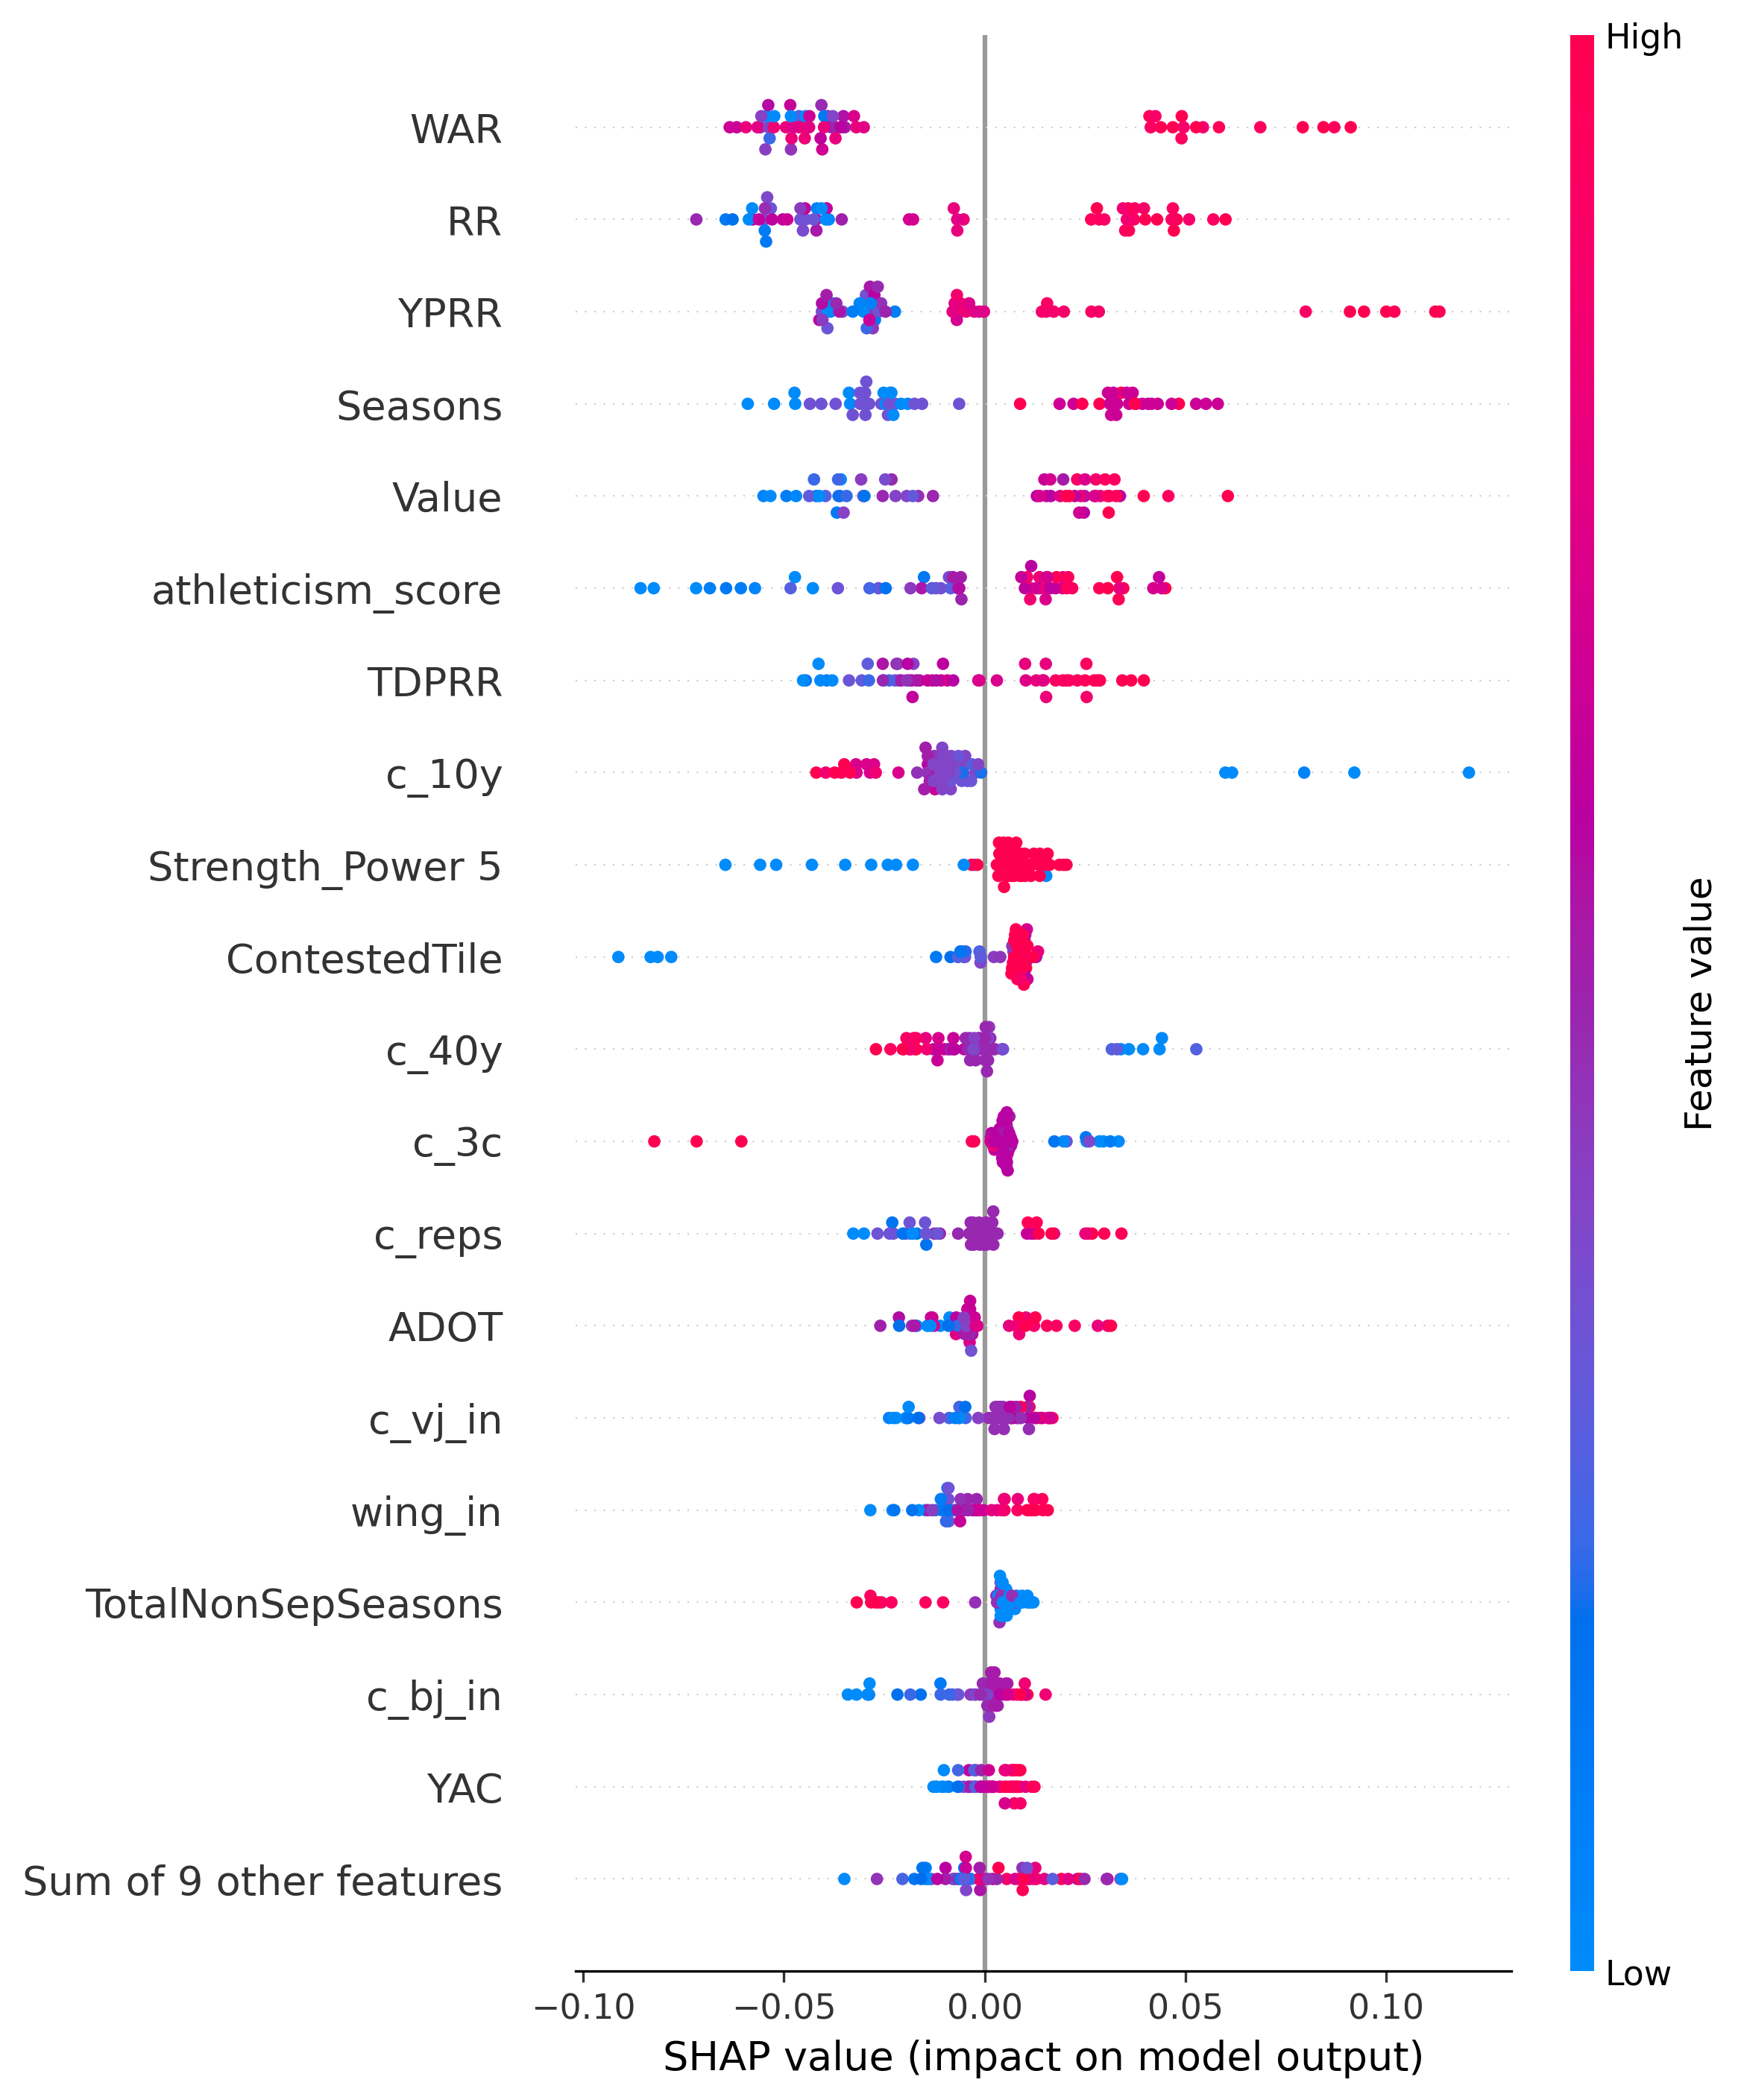 High
WAR
RR
YPRR
Seasons
Value
athleticism_score
TDPRR
c_10y
Strength_Power 5
ContestedTile
c_40y
c_3c
c_reps
ADOT
c_vj_in
wing_in
TotalNonSepSeasons
c_bj_in
YAC
Sum of 9 other features
Feature value
Low
−0.10 −0.05 0.00 0.05 0.10
SHAP value (impact on model output)